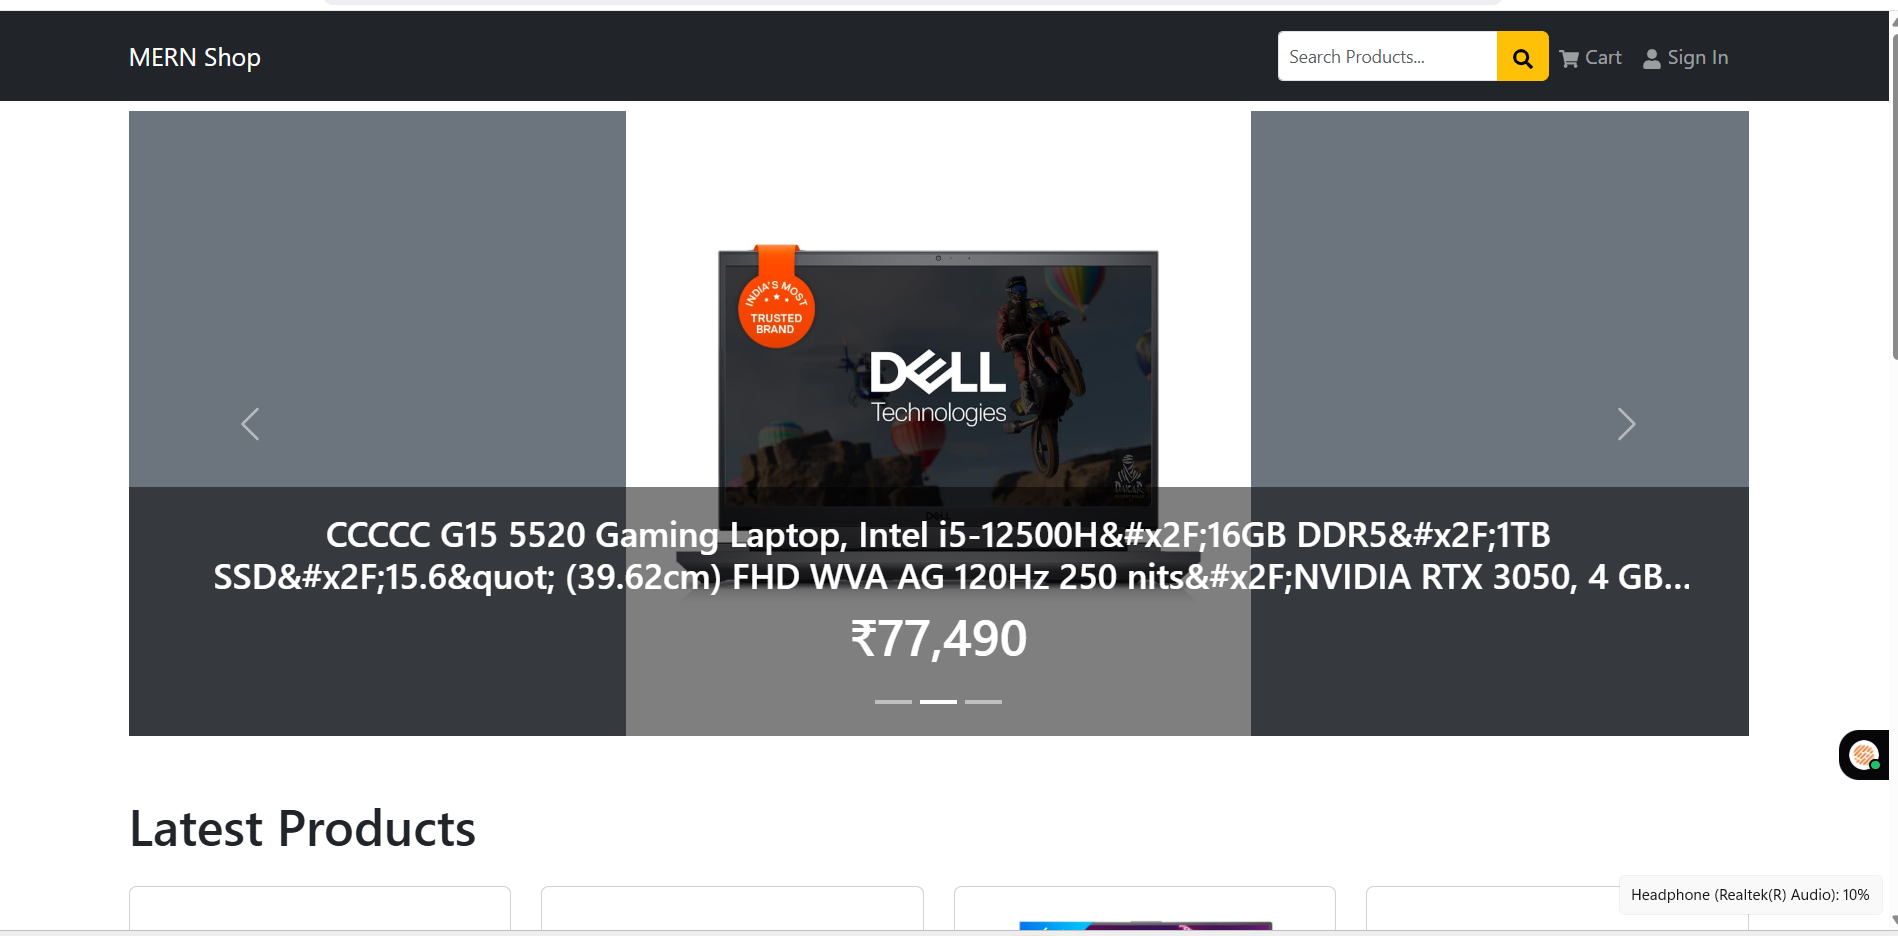 MERN Shop
Search Products...
Cart
Sign In
INDIA'S MOST
TRUSTED
BRAND
DELL
Technologies
DAKAR
DELL
CCCCC G15 5520 Gaming Laptop, Intel i5-12500H&#x2F;16GB DDR5&#x2F;1TB
SSD&#x2F;15.6&quot; (39.62cm) FHD WVA AG 120Hz 250 nits&#x2F;NVIDIA RTX 3050, 4 GB...
₹77,490
Latest Products
Headphone (Realtek(R) Audio): 10%